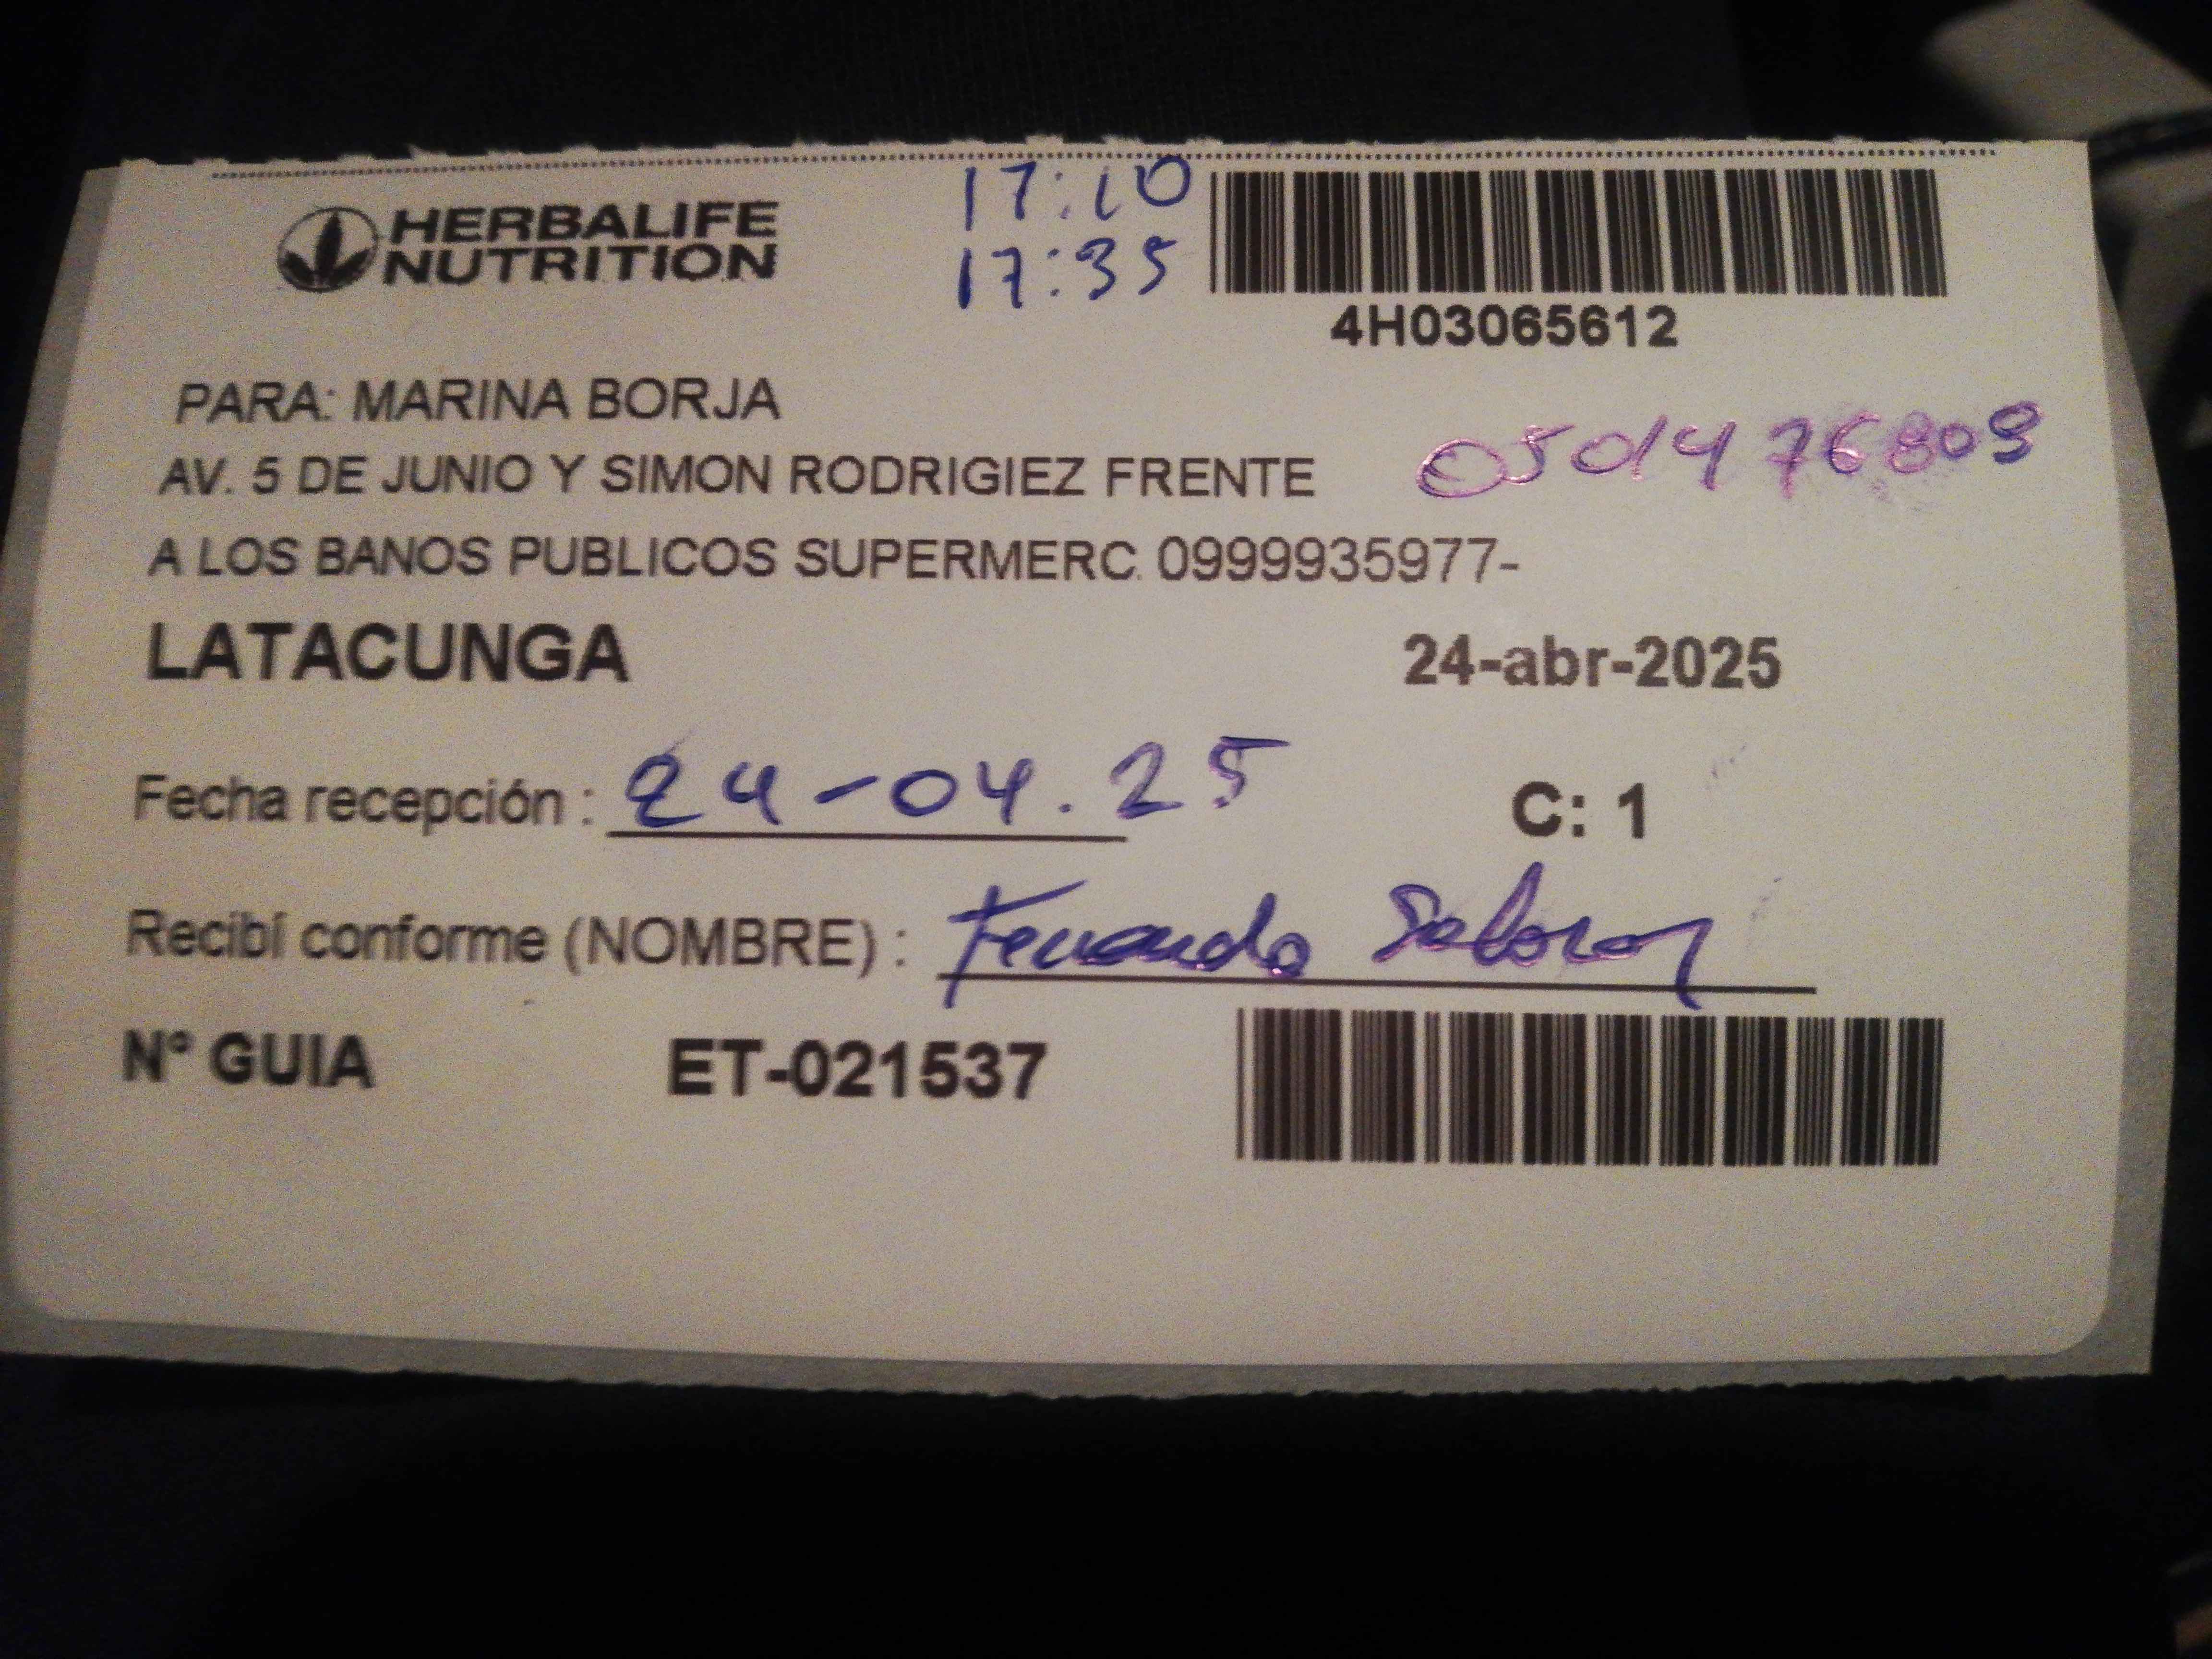 HERBALIFE
NUTRITION
17:10
17:35
4H03065612
PARA: MARINA BORJA
AV. 5 DE JUNIO Y SIMON RODRIGIEZ FRENTE
0501476809
A LOS BANOS PUBLICOS SUPERMERC. 0999935977-
LATACUNGA 24-abr-2025
Fecha recepción : 24-04.25
C: 1
Recibí conforme (NOMBRE) : Fernando
N° GUIA ET-021537